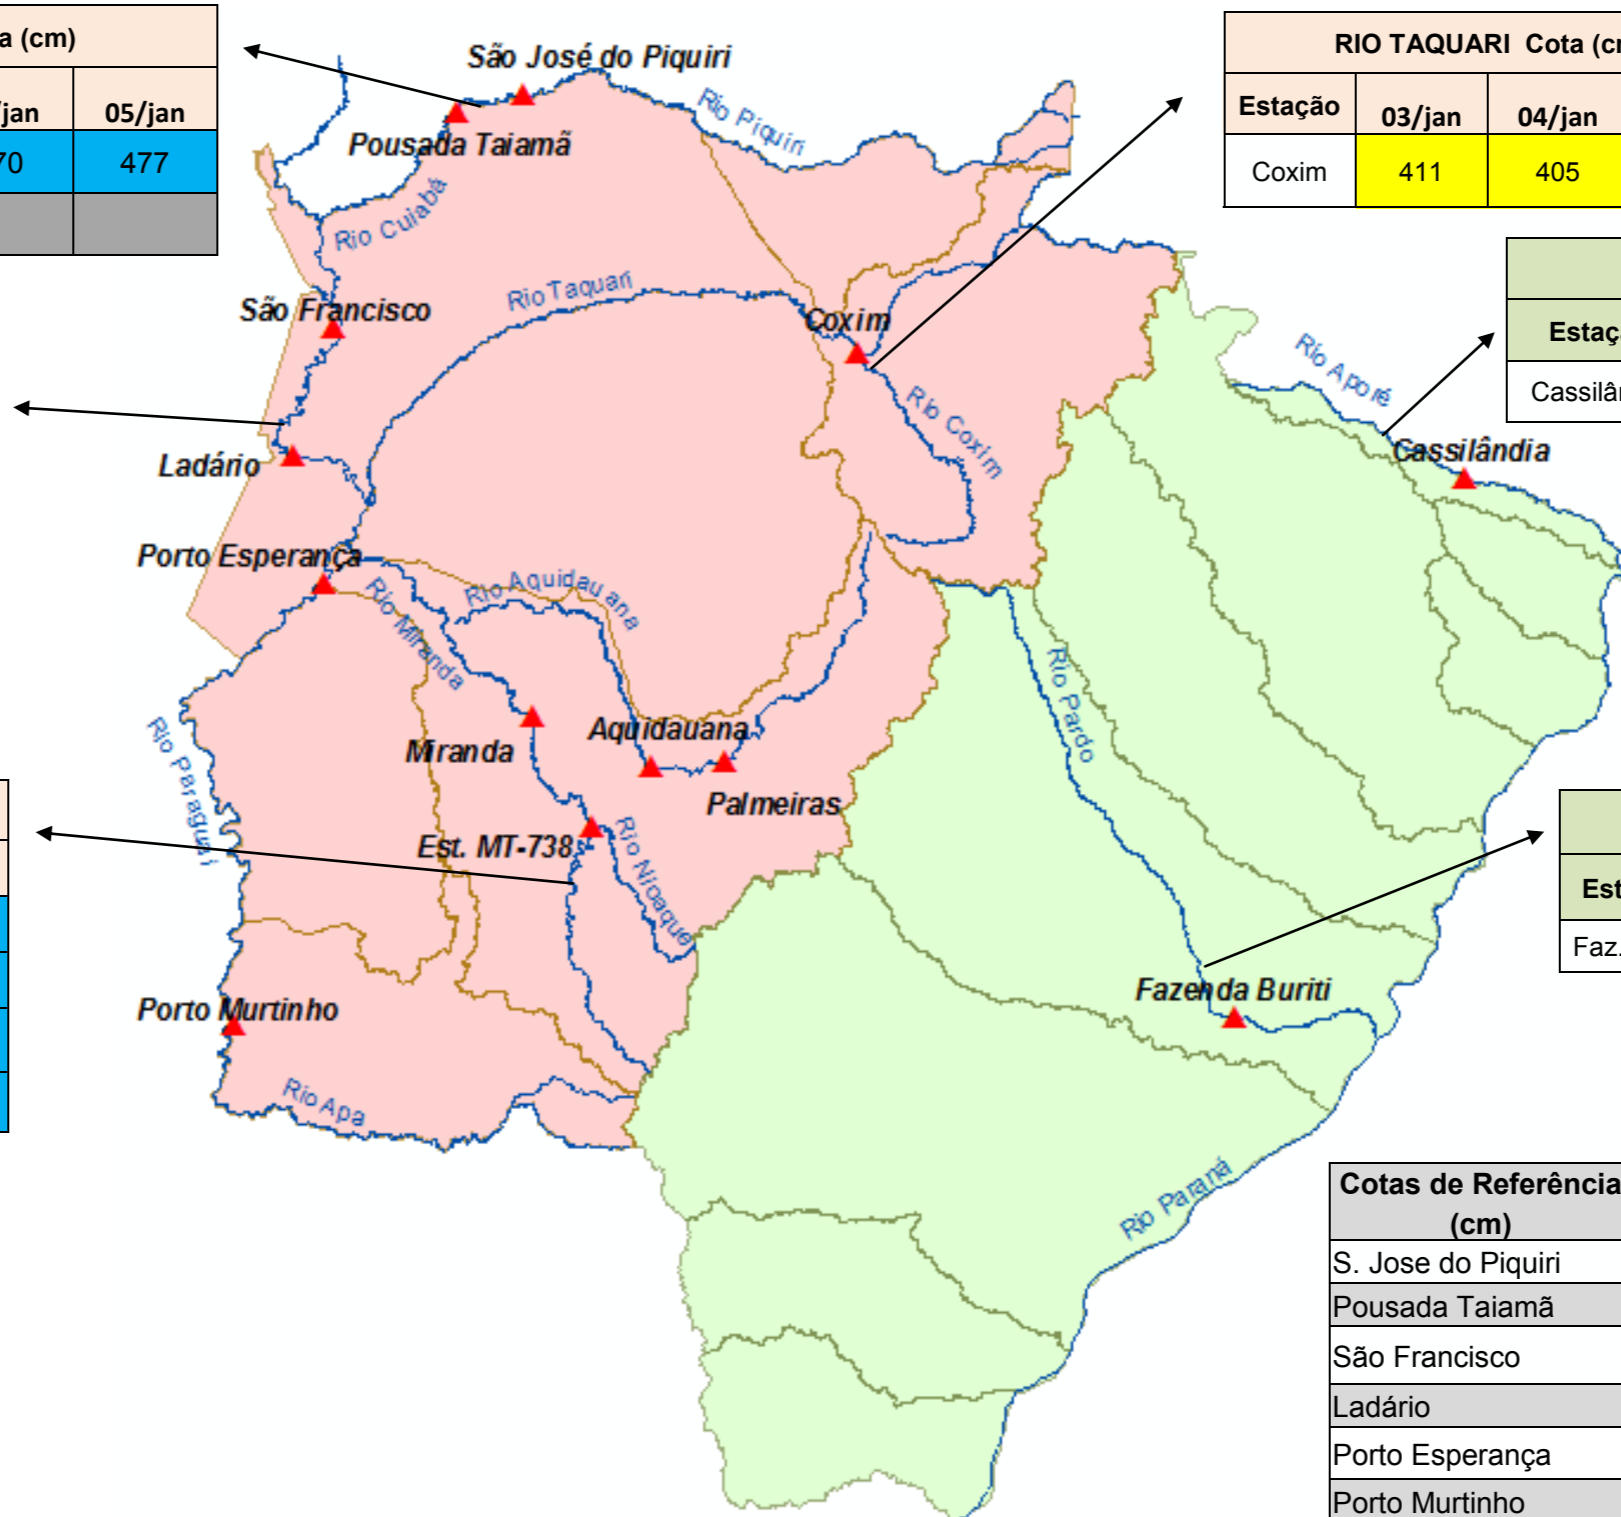 a (cm)
/jan 05/jan
70 477
RIO TAQUARI Cota (cm
Estação 03/jan 04/jan
Coxim 411 405
São José do Piquiri
Pousada Taiamã
Rio Piquiri
Rio Cuiabá
São Francisco
Rio Taquari
Coxim
Rio Coxim
Estaç
Cassilân
Rio Aporé
Cassilândia
Ladário
Porto Esperança
Rio Aquidauana
Rio Miranda
Rio Pardo
Rio Paraguai
Miranda
Aquidauana
Palmeiras
Est. MT-738
Rio Nioaque
Est
Faz.
Fazenda Buriti
Porto Murtinho
Rio Apa
Rio Paraná
Cotas de Referência
(cm)
S. Jose do Piquiri
Pousada Taiamã
São Francisco
Ladário
Porto Esperança
Porto Murtinho